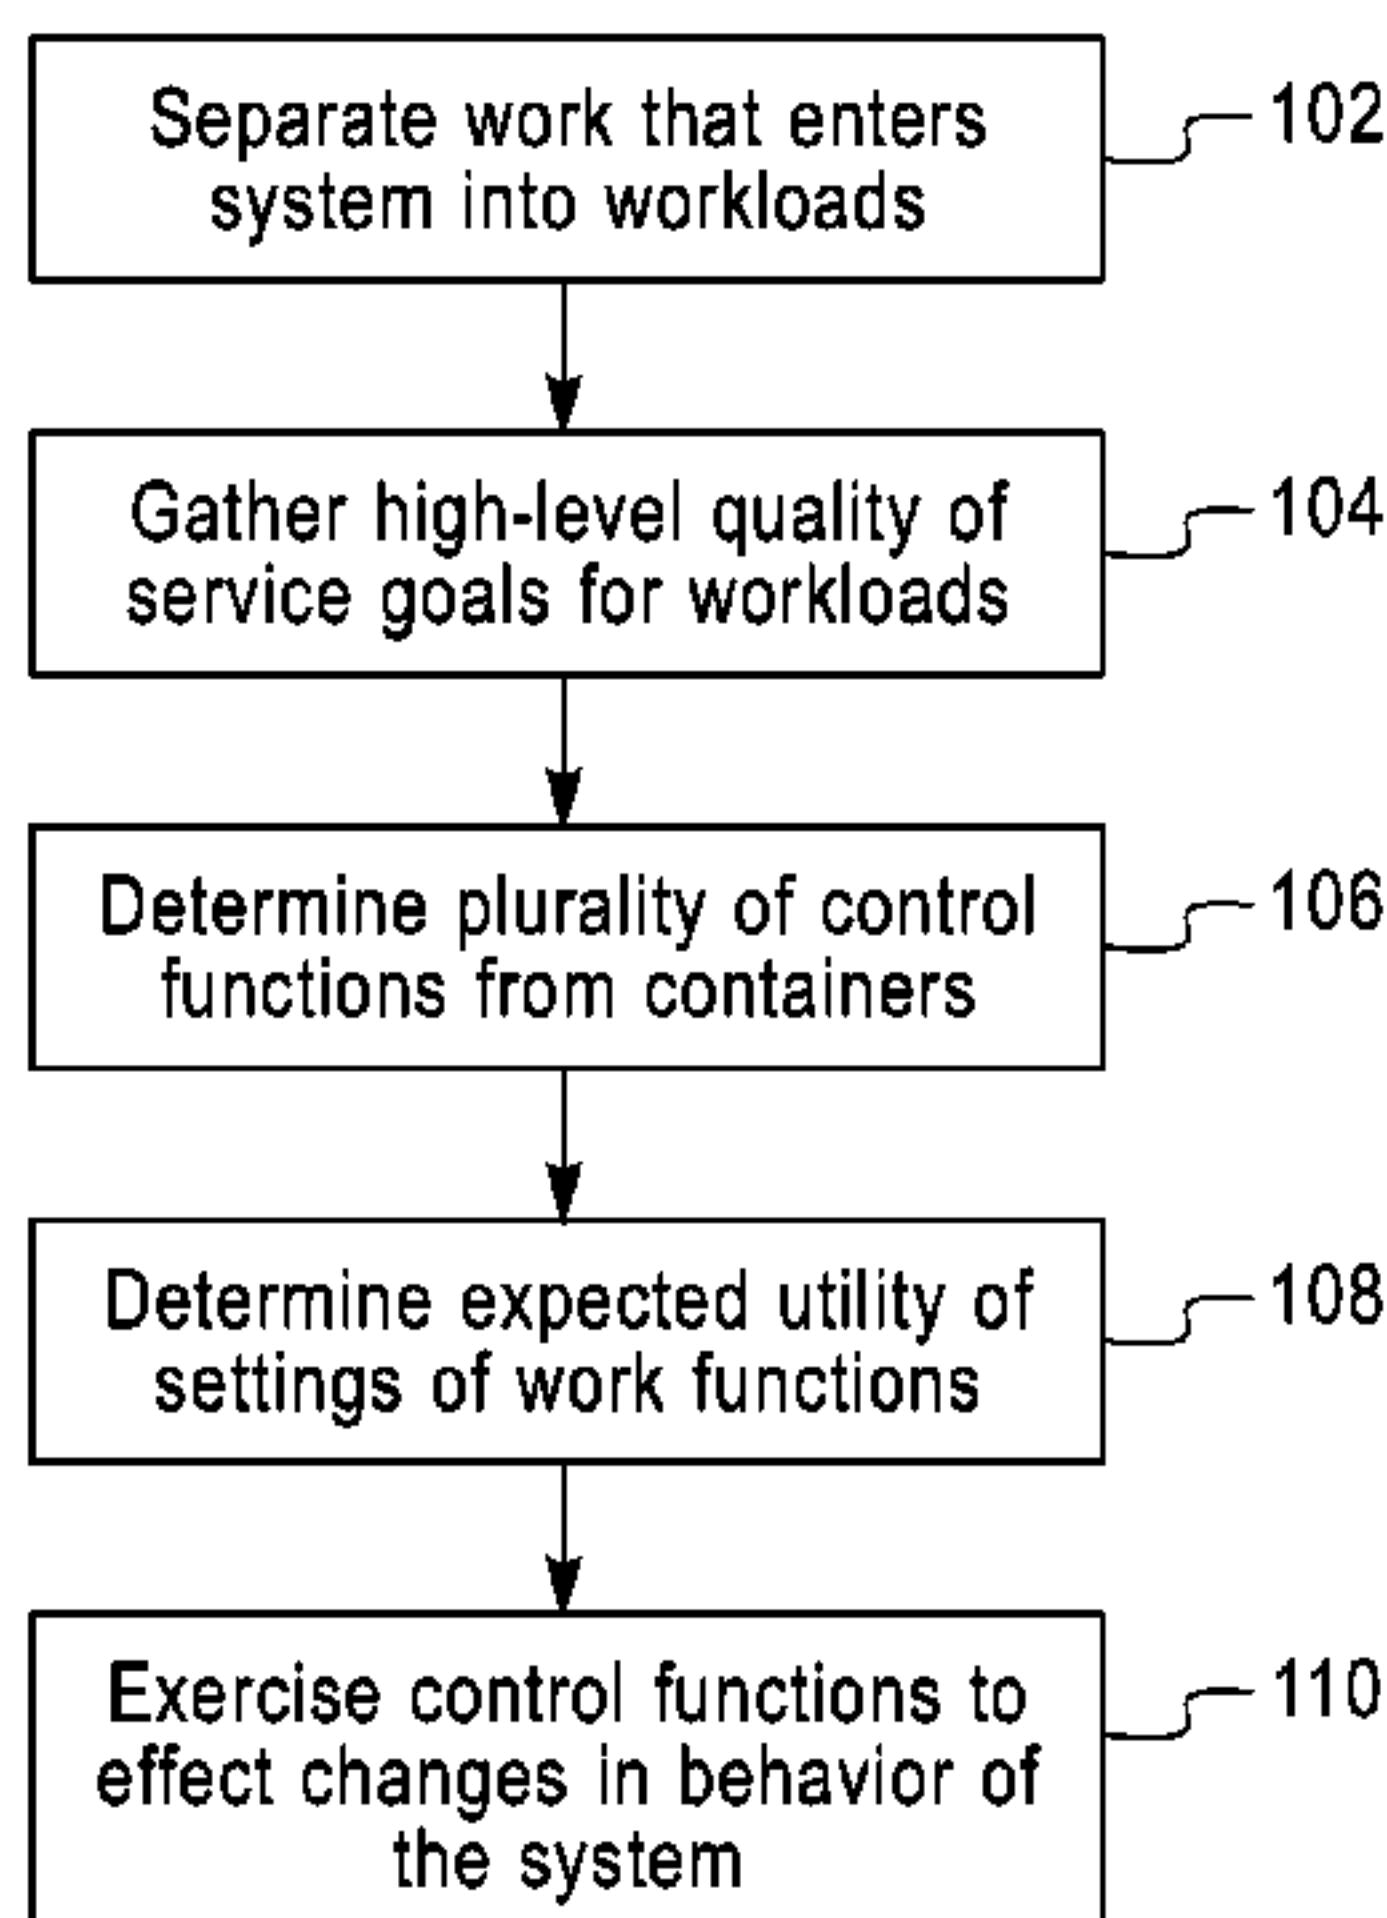 Separate work that enters
system into workloads
102
Gather high-level quality of
service goals for workloads
104
Determine plurality of control
functions from containers
106
Determine expected utility of
settings of work functions
108
Exercise control functions to
effect changes in behavior of
the system
110